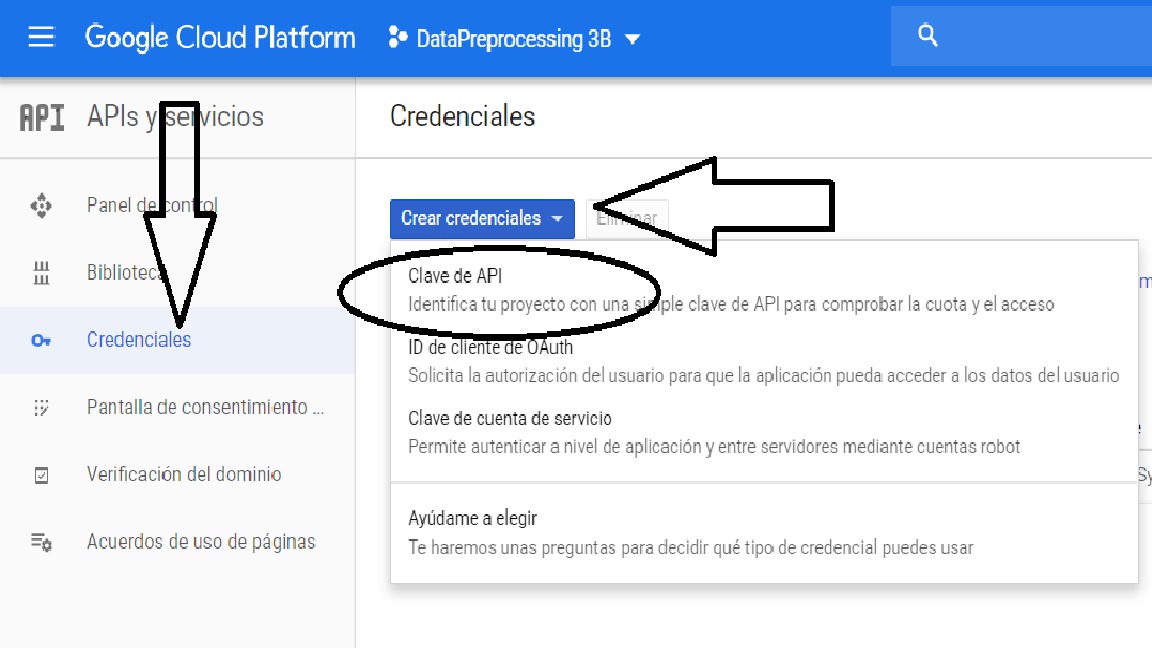 Google Cloud Platform
DataPreprocessing 3B
API APIs y servicios
Credenciales
Panel de control
Biblioteca
Credenciales
Pantalla de consentimiento ...
Verificación del dominio
Acuerdos de uso de páginas
Crear credenciales
Eliminar
Clave de API
Identifica tu proyecto con una simple clave de API para comprobar la cuota y el acceso
ID de cliente de OAuth
Solicita la autorización del usuario para que la aplicación pueda acceder a los datos del usuario
Clave de cuenta de servicio
Permite autenticar a nivel de aplicación y entre servidores mediante cuentas robot
Ayúdame a elegir
Te haremos unas preguntas para decidir qué tipo de credencial puedes usar